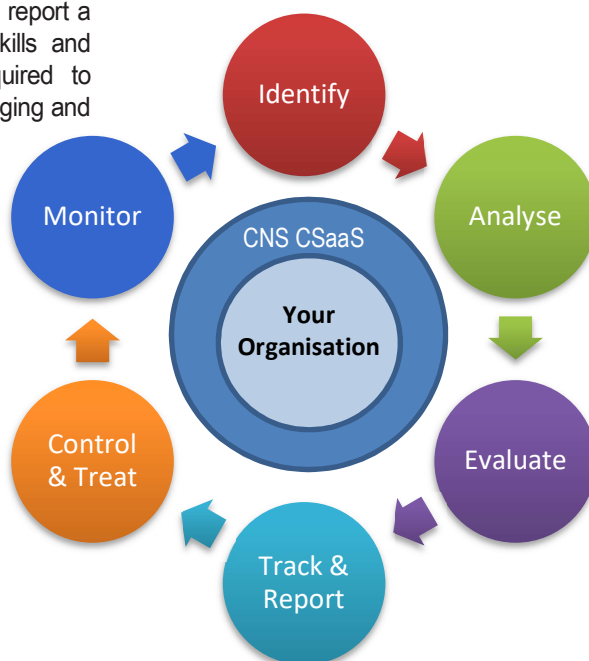 report a
kills and
quired to
ging and
Identify
Analyse
Evaluate
Track &
Report
Control
& Treat
Monitor
CNS CSaaS
Your
Organisation